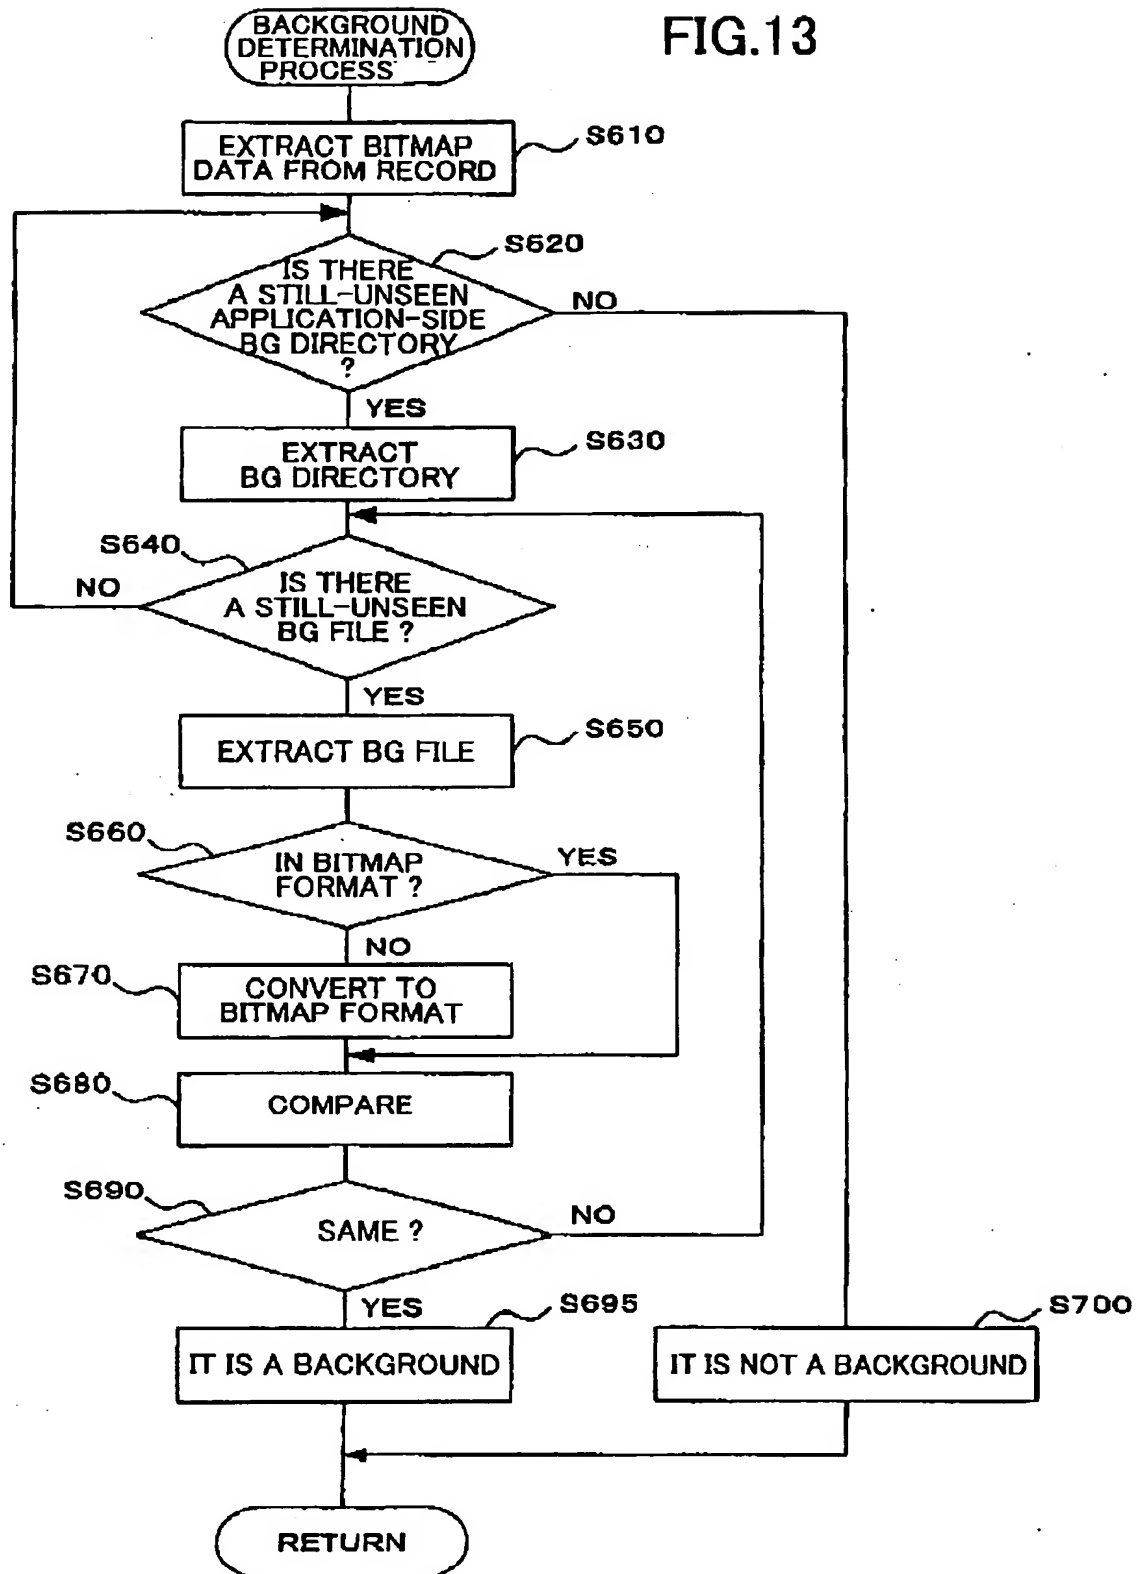 FIG.13
BACKGROUND
DETERMINATION
PROCESS
EXTRACT BITMAP
DATA FROM RECORD
S610
S620
IS THERE
A STILL-UNSEEN
APPLICATION-SIDE
BG DIRECTORY
?
NO
YES
EXTRACT
BG DIRECTORY
S630
S640
NO
IS THERE
A STILL-UNSEEN
BG FILE ?
YES
EXTRACT BG FILE
S650
S660
IN BITMAP
FORMAT ?
YES
NO
S670
CONVERT TO
BITMAP FORMAT
S680
COMPARE
S690
SAME ?
NO
YES
S695
IT IS A BACKGROUND
S700
IT IS NOT A BACKGROUND
RETURN